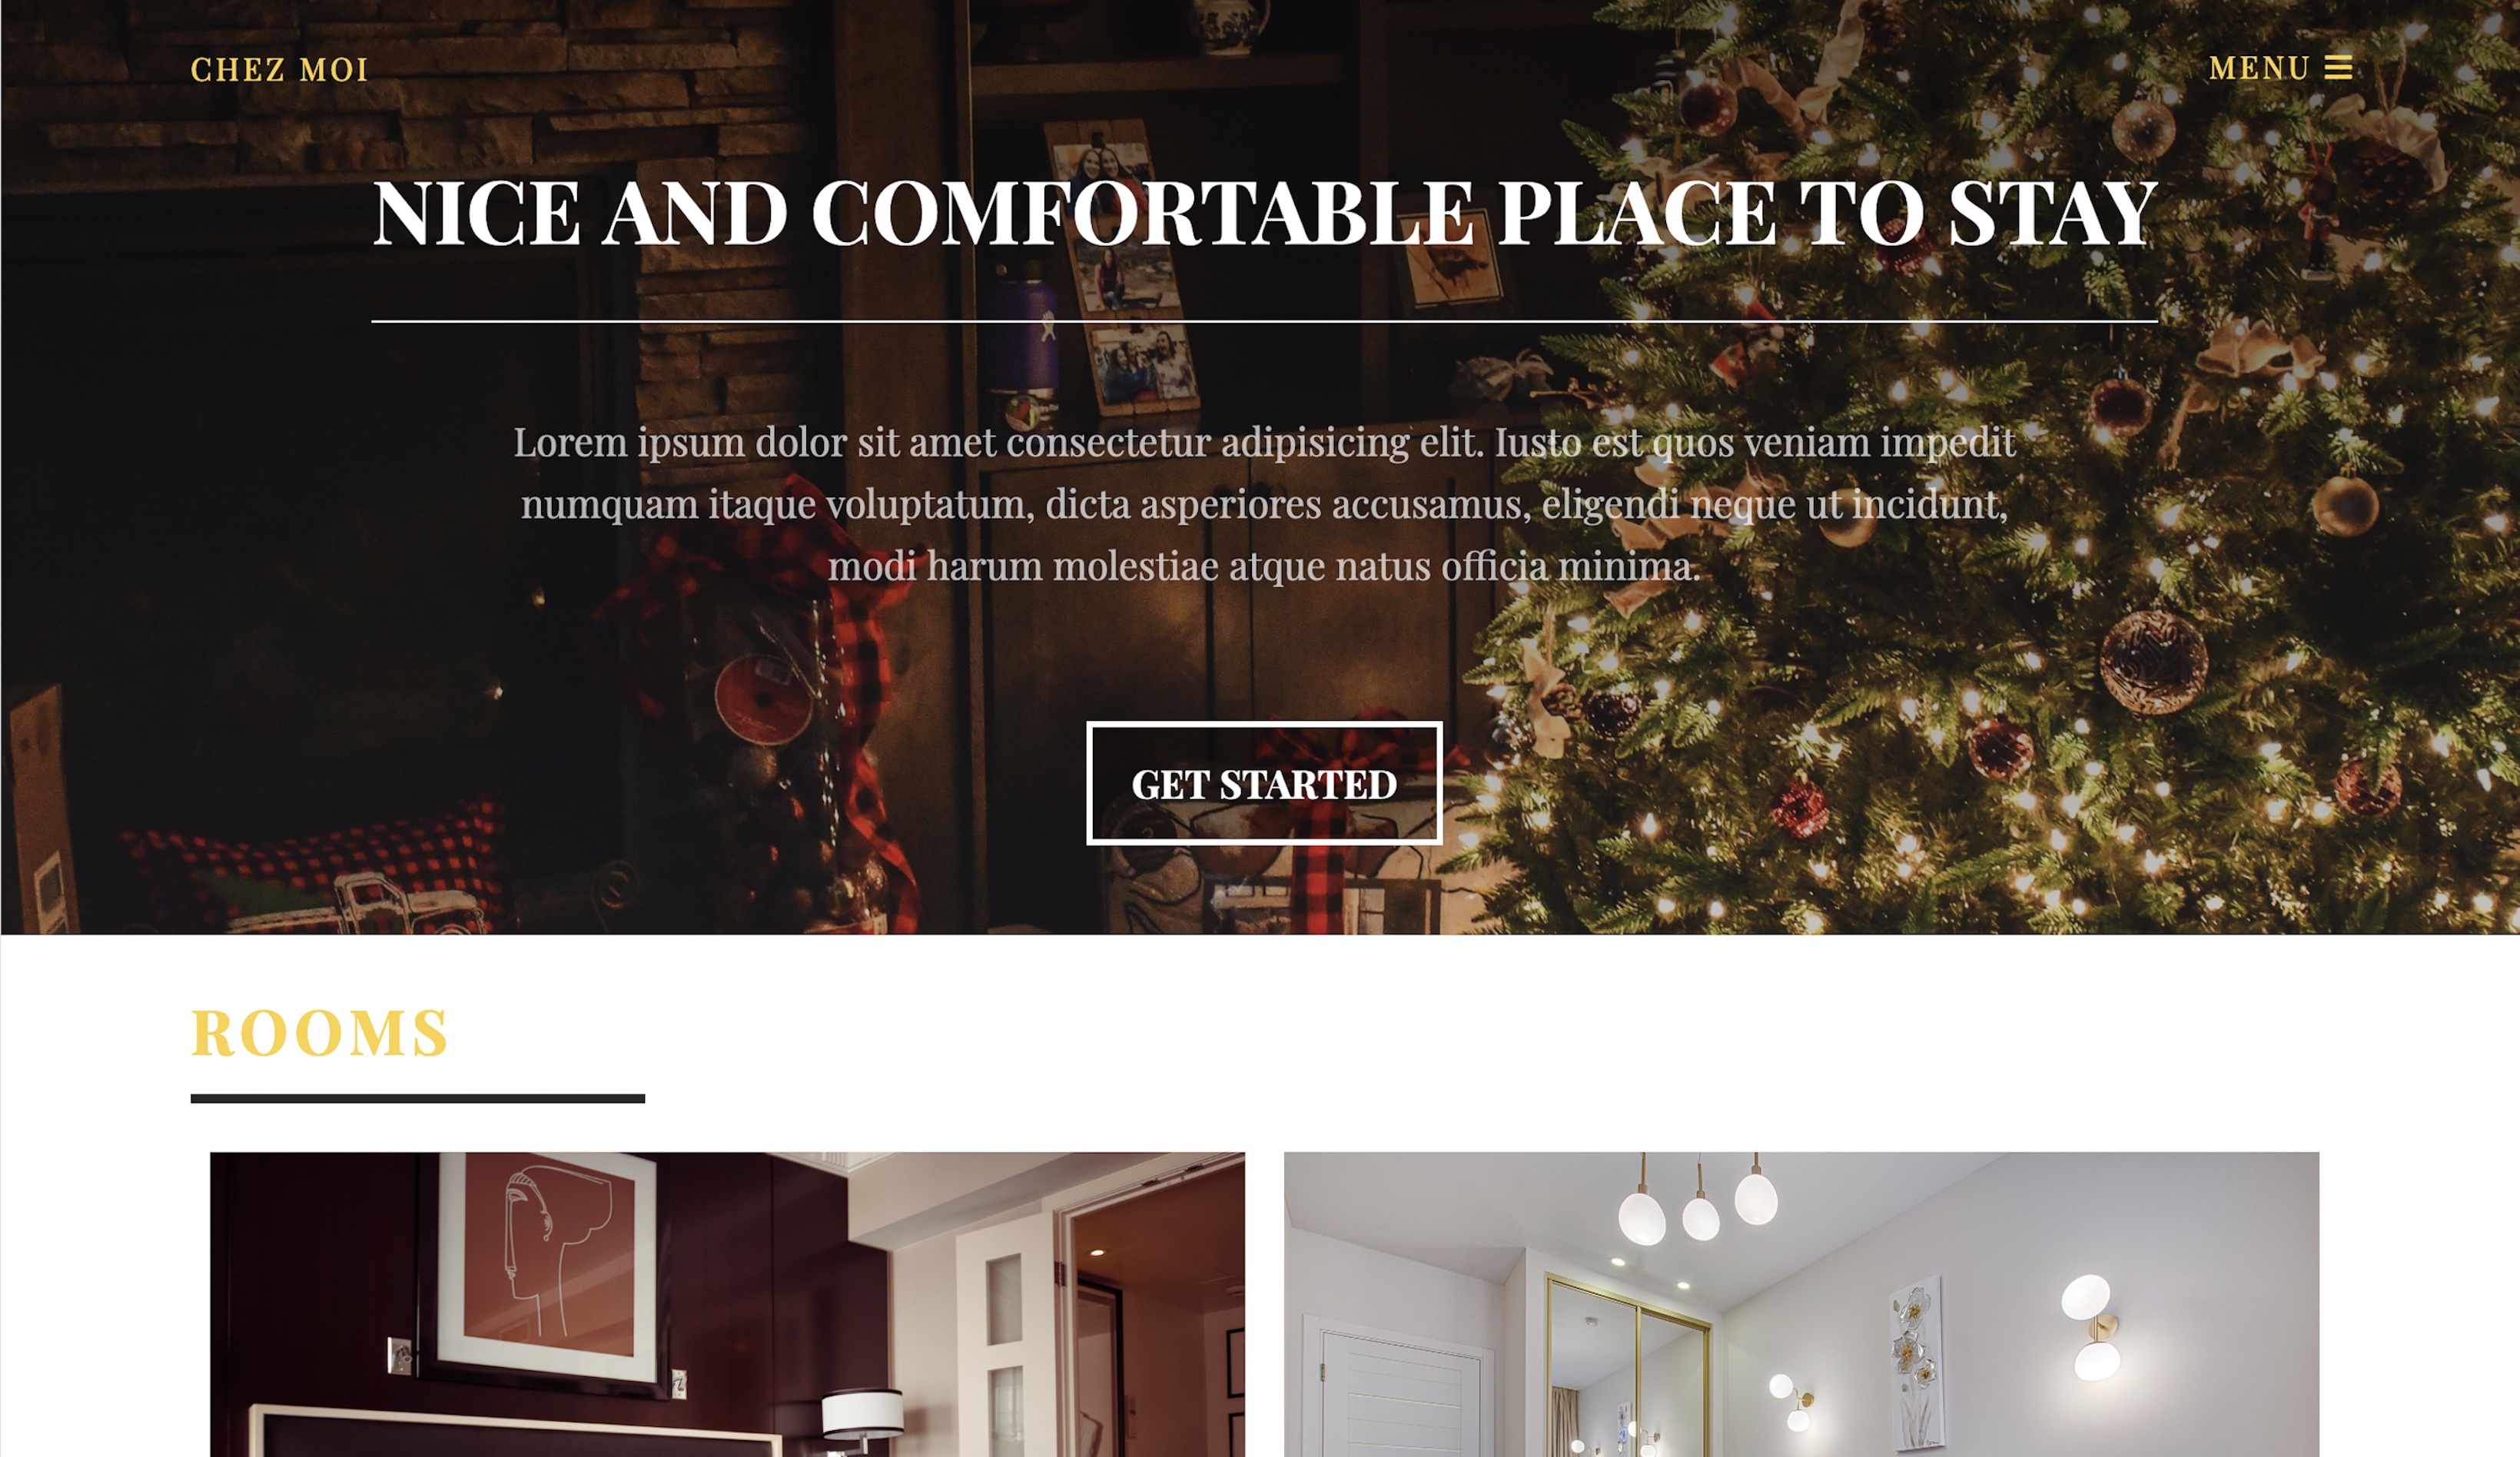 CHEZ MOI
MENU
NICE AND COMFORTABLE PLACE TO STAY
Lorem ipsum dolor sit amet consectetur adipisicing elit. Iusto est quos veniam impedit
numquam itaque voluptatum, dicta asperiores accusamus, eligendi neque ut incidunt,
modi harum molestiae atque natus officia minima.
GET STARTED
ROOMS